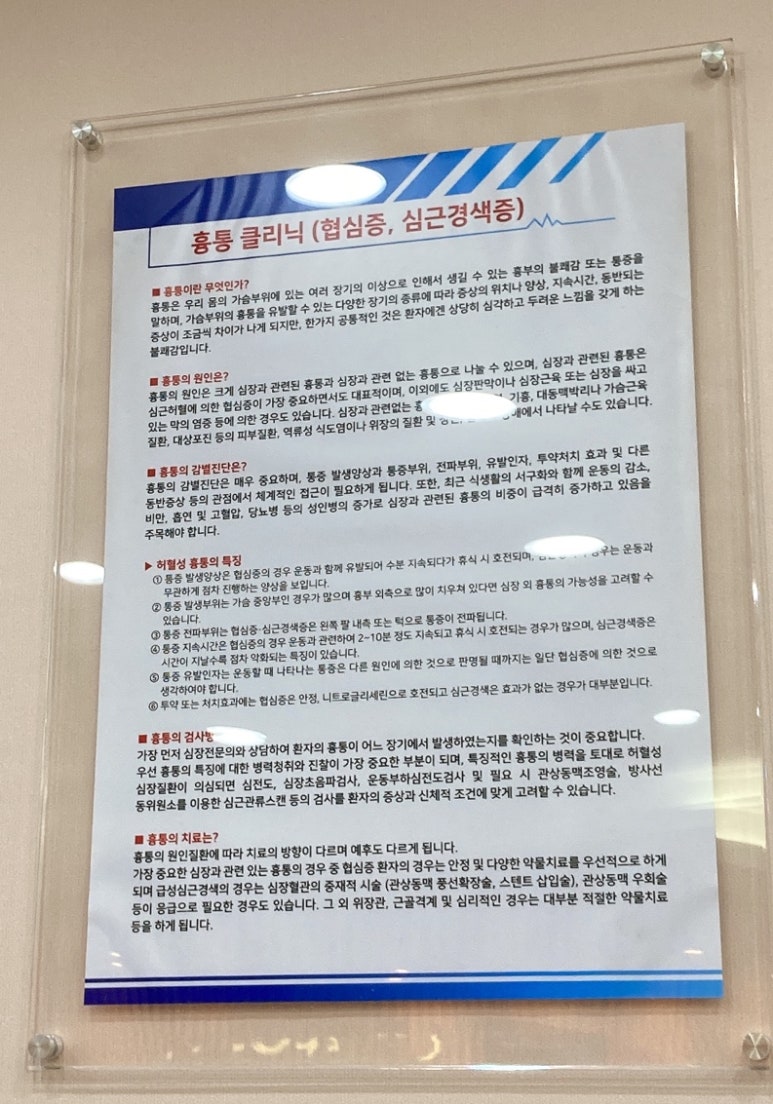 흉통 클리닉 (협심증, 심근경색증)
■ 흉통이란 무엇인가?
흉통은 우리 몸의 가슴부위에 있는 여러 장기의 이상으로 인해서 생길 수 있는 흉부의 불쾌감 또는 통증을
말하며, 가슴부위의 흉통을 유발할 수 있는 다양한 장기의 종류에 따라 증상의 위치나 양상, 지속시간, 동반되는
증상이 조금씩 차이가 나게 되지만, 한가지 공통적인 것은 환자에겐 상당히 심각하고 두려운 느낌을 갖게 하는
불쾌감입니다.
■ 흉통의 원인은?
흉통의 원인은 크게 심장과 관련된 흉통과 심장과 관련 없는 흉통으로 나눌 수 있으며, 심장과 관련된 흉통은
심근허혈에 의한 협심증이 가장 중요하면서도 대표적이며, 이외에도 심장판막이나 심장근육 또는 심장을 싸고
있는 막의 염증 등에 의한 경우도 있습니다. 심장과 관련없는 기흉, 대동맥박리나 가슴근육
질환, 대상포진 등의 피부질환, 역류성 식도염이나 위장의 질환 및 나타날 수도 있습니다.
■ 흉통의 감별진단은?
흉통의 감별진단은 매우 중요하며, 통증 발생양상과 통증부위, 전파부위, 유발인자, 투약처치 효과 및 다른
동반증상 등의 관점에서 체계적인 접근이 필요하게 됩니다. 또한, 최근 식생활의 서구화와 함께 운동의 감소,
비만, 흡연 및 고혈압, 당뇨병 등의 성인병의 증가로 심장과 관련된 흉통의 비중이 급격히 증가하고 있음을
주목해야 합니다.
▶ 허혈성 흉통의 특징
① 통증 발생양상은 협심증의 경우 운동과 함께 유발되어 수분 지속되다가 휴식 시 호전되며, 경우는 운동과
무관하게 점차 진행하는 양상을 보입니다.
② 통증 발생부위는 가슴 중앙부인 경우가 많으며 흉부 외측으로 많이 치우쳐 있다면 심장 외 흉통의 가능성을 고려할 수
있습니다.
③ 통증 전파부위는 협심증·심근경색증은 왼쪽 팔 내측 또는 턱으로 통증이 전파됩니다.
④ 통증 지속시간은 협심증의 경우 운동과 관련하여 2~10분 정도 지속되고 휴식 시 호전되는 경우가 많으며, 심근경색증은
시간이 지날수록 점차 악화되는 특징이 있습니다.
⑤ 통증 유발인자는 운동할 때 나타나는 통증은 다른 원인에 의한 것으로 판명될 때까지는 일단 협심증에 의한 것으로
생각하여야 합니다.
⑥ 투약 또는 처치효과에는 협심증은 안정, 니트로글리세린으로 호전되고 심근경색은 효과가 없는 경우가 대부분입니다.
■ 흉통의
가장 먼저 심장전문의와 상담하여 환자의 흉통이 어느 장기에서 발생하였는지를 확인하는 것이 중요합니다.
우선 흉통의 특징에 대한 병력청취와 진찰이 가장 중요한 부분이 되며, 특징적인 흉통의 병력을 토대로 허혈성
심장질환이 의심되면 심전도, 심장초음파검사, 운동부하심전도검사 및 필요 시 관상동맥조영술, 방사선
동위원소를 이용한 심근관류스캔 등의 검사를 환자의 증상과 신체적 조건에 맞게 고려할 수 있습니다.
■ 흉통의 치료는?
흉통의 원인질환에 따라 치료의 방향이 다르며 예후도 다르게 됩니다.
가장 중요한 심장과 관련 있는 흉통의 경우 중 협심증 환자의 경우는 안정 및 다양한 약물치료를 우선적으로 하게
되며 급성심근경색의 경우는 심장혈관의 중재적 시술 (관상동맥 풍선확장술, 스텐트 삽입술), 관상동맥 우회술
등이 응급으로 필요한 경우도 있습니다. 그 외 위장관, 근골격계 및 심리적인 경우는 대부분 적절한 약물치료
등을 하게 됩니다.